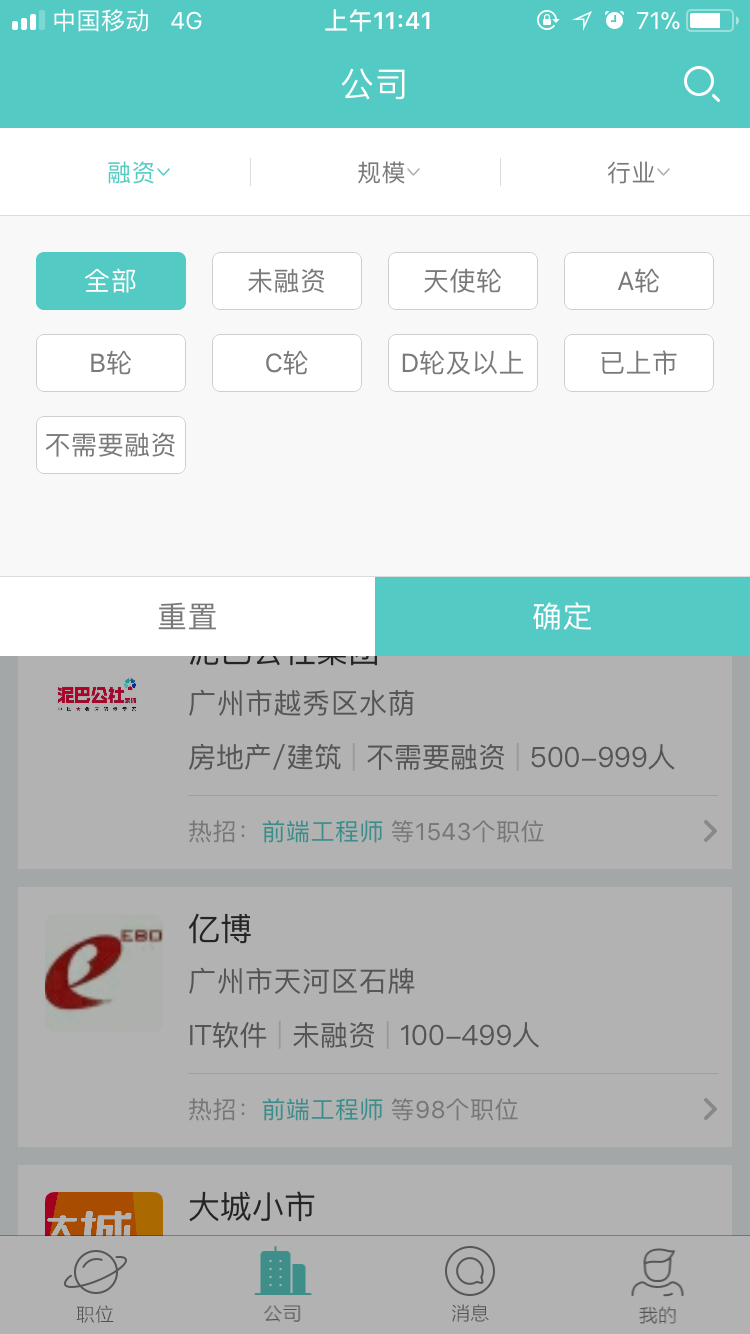 中国移动 4G 上午11:41 71%
公司
融资 规模 行业
全部 未融资 天使轮 A轮
B轮 C轮 D轮及以上 已上市
不需要融资
重置 确定
泥巴公社集团
泥巴公社
广州市越秀区水荫
房地产/建筑 不需要融资 500-999人
热招： 前端工程师 等1543个职位
EBO
亿博
广州市天河区石牌
IT软件 未融资 100-499人
热招： 前端工程师 等98个职位
大城
大城小市
职位 公司 消息 我的